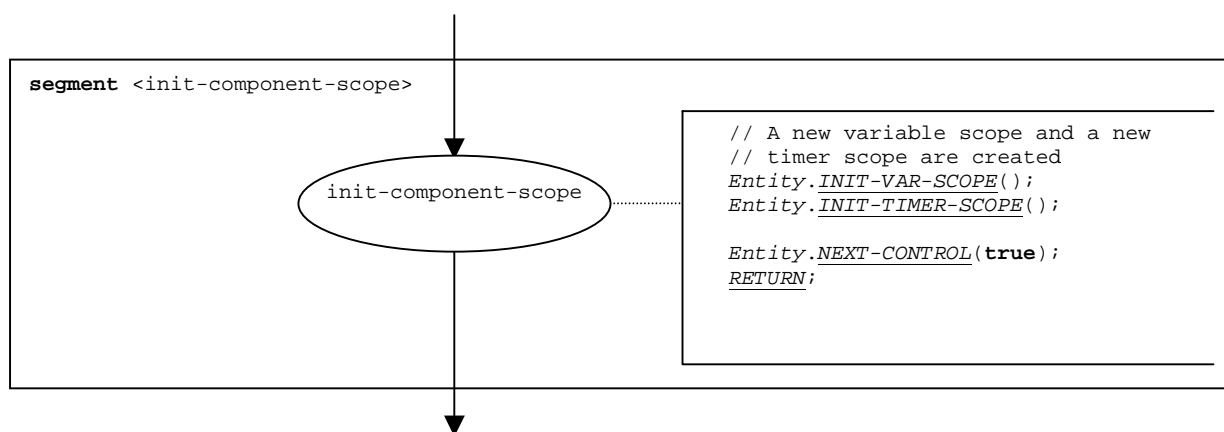 segment <init-component-scope>
init-component-scope
// A new variable scope and a new
// timer scope are created
Entity.INIT-VAR-SCOPE();
Entity.INIT-TIMER-SCOPE();
Entity.NEXT-CONTROL(true);
RETURN;